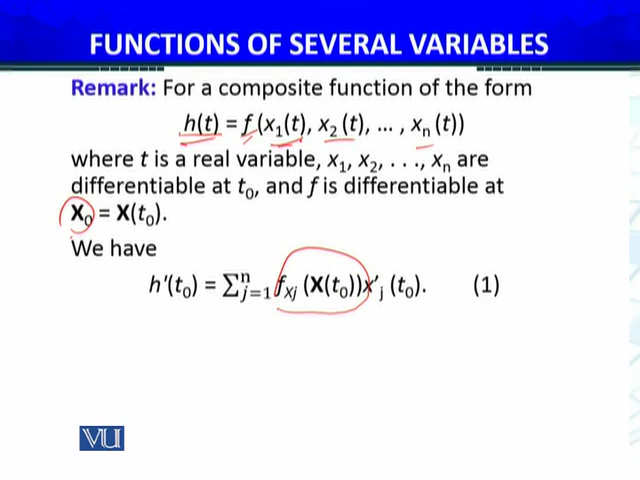 FUNCTIONS OF SEVERAL VARIABLES
Remark: For a composite function of the form
h(t) = f (x₁(t), x₂ (t), ... , xₙ (t))
where t is a real variable, x₁, x₂, . . ., xₙ are
differentiable at t₀, and f is differentiable at
X₀ = X(t₀).
We have
h'(t₀) = ∑ⁿⱼ₌₁ f_xj (X(t₀))x'ⱼ (t₀). (1)
VU